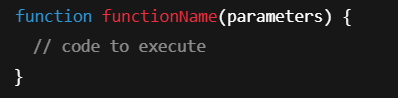 function functionName(parameters) {
  // code to execute
}